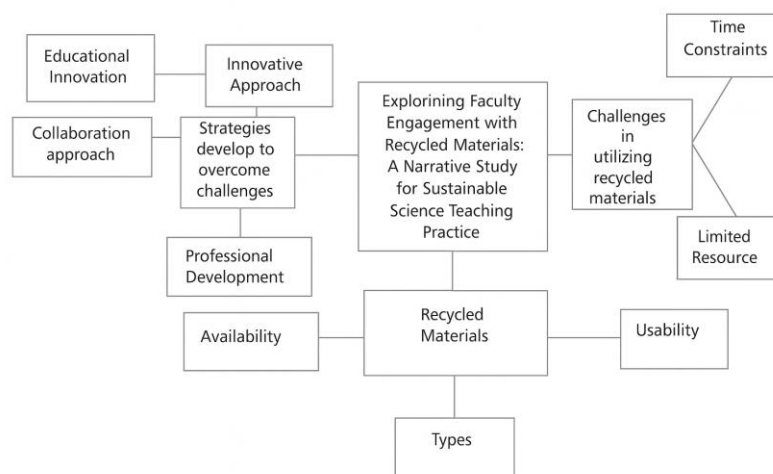 Time
Constraints
Educational
Innovation
Innovative
Approach
Explorining Faculty
Engagement with
Recycled Materials:
A Narrative Study
for Sustainable
Science Teaching
Practice
Challenges
in
utilizing
recycled
materials
Collaboration
approach
Strategies
develop to
overcome
challenges
Limited
Resource
Professional
Development
Availability
Recycled
Materials
Usability
Types